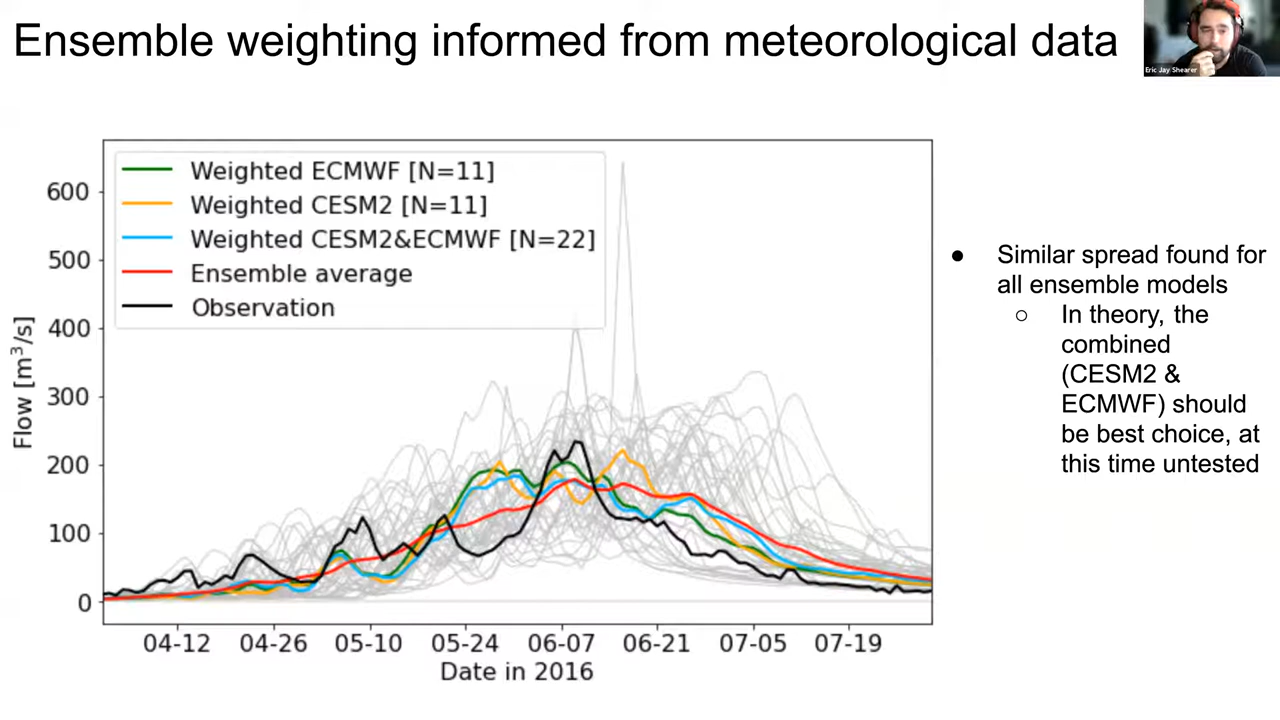 Ensemble weighting informed from meteorological data
Eric Jay Shearer
Weighted ECMWF [N=11]
Weighted CESM2 [N=11]
Weighted CESM2&ECMWF [N=22]
Ensemble average
Observation
600
500
400
300
200
100
0
Flow [m³/s]
04-12 04-26 05-10 05-24 06-07 06-21 07-05 07-19
Date in 2016
● Similar spread found for
all ensemble models
○ In theory, the
combined
(CESM2 &
ECMWF) should
be best choice, at
this time untested